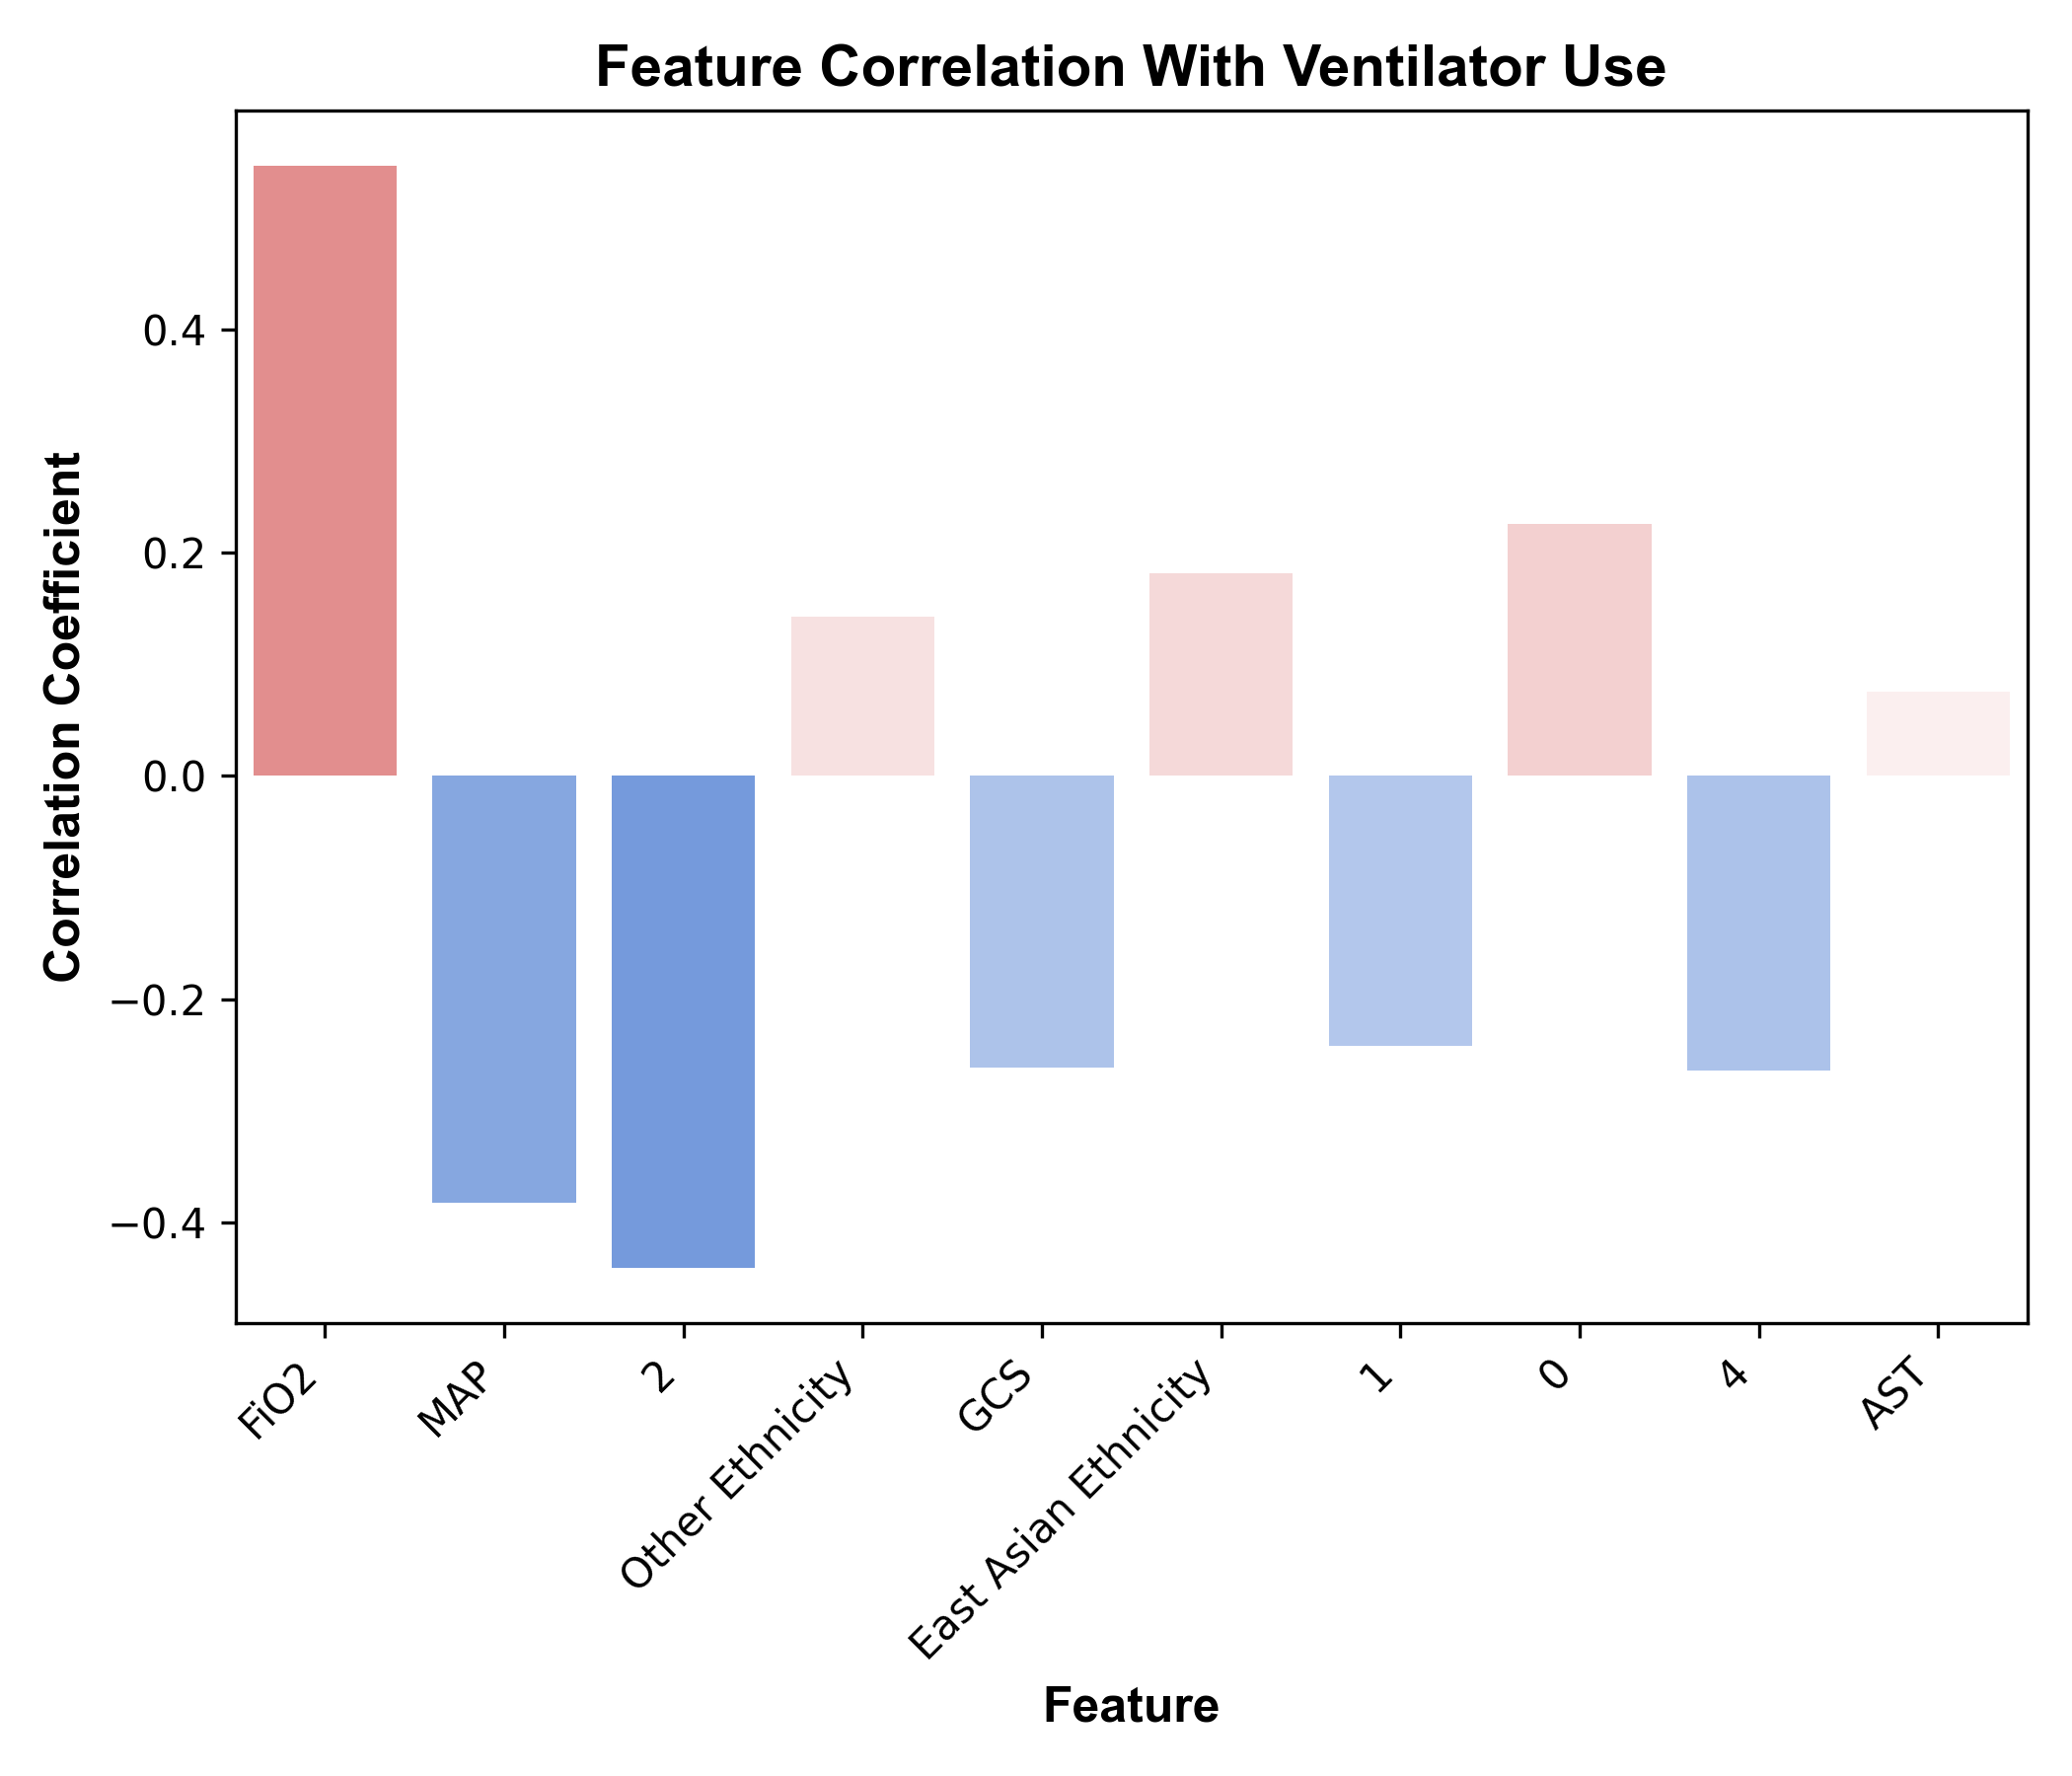 Feature Correlation With Ventilator Use
Correlation Coefficient
0.4
0.2
0.0
−0.2
−0.4
FiO2
MAP
2
Other Ethnicity
GCS
East Asian Ethnicity
1
0
4
AST
Feature